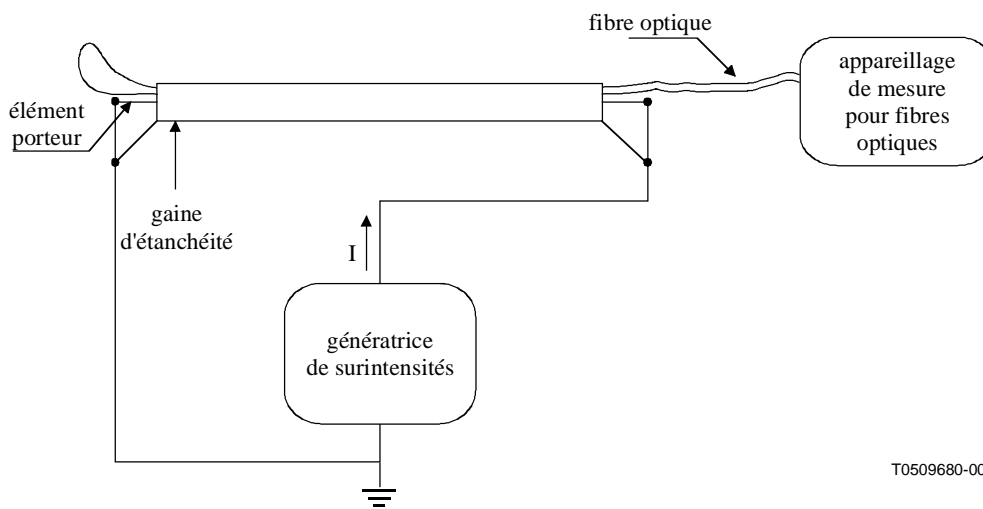 fibre optique
appareillage
de mesure
pour fibres
optiques
élément
porteur
gaine
d'étanchéité
I
génératrice
de surintensités
T0509680-00